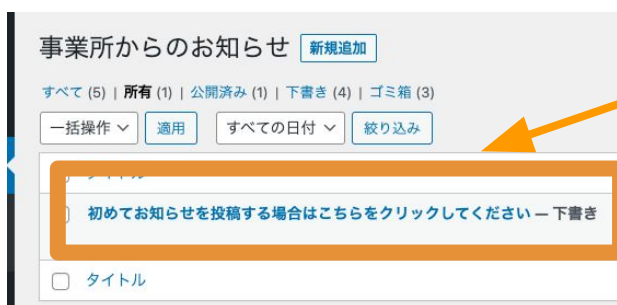 事業所からのお知らせ 新規追加
すべて (5) | 所有 (1) | 公開済み (1) | 下書き (4) | ゴミ箱 (3)
一括操作 適用 すべての日付 絞り込み
初めてお知らせを投稿する場合はこちらをクリックしてください — 下書き
タイトル